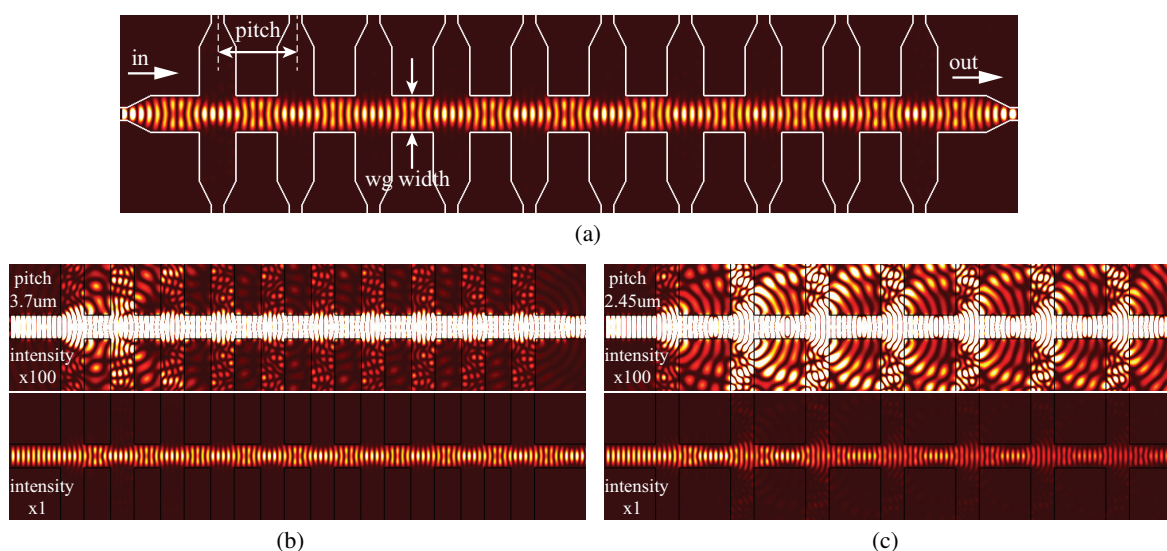 pitch
in
out
wg width
(a)
pitch
3.7um
intensity
x100
intensity
x1
(b)
pitch
2.45um
intensity
x100
intensity
x1
(c)